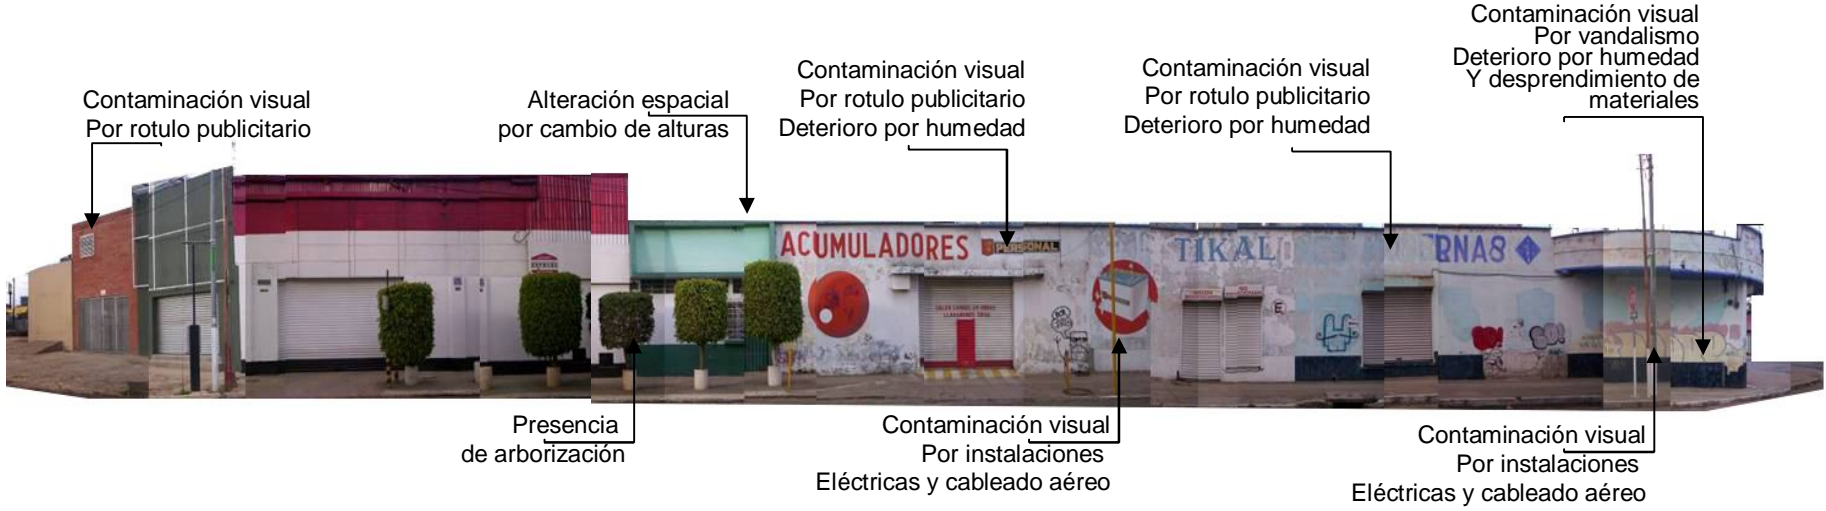 Contaminación visual
Por rotulo publicitario
Alteración espacial
por cambio de alturas
Contaminación visual
Por rotulo publicitario
Deterioro por humedad
Contaminación visual
Por rotulo publicitario
Deterioro por humedad
Contaminación visual
Por vandalismo
Deterioro por humedad
Y desprendimiento de
materiales
ACUMULADORES
PERSONAL
TIKAL
RNAS
Presencia
de arborización
Contaminación visual
Por instalaciones
Eléctricas y cableado aéreo
Contaminación visual
Por instalaciones
Eléctricas y cableado aéreo